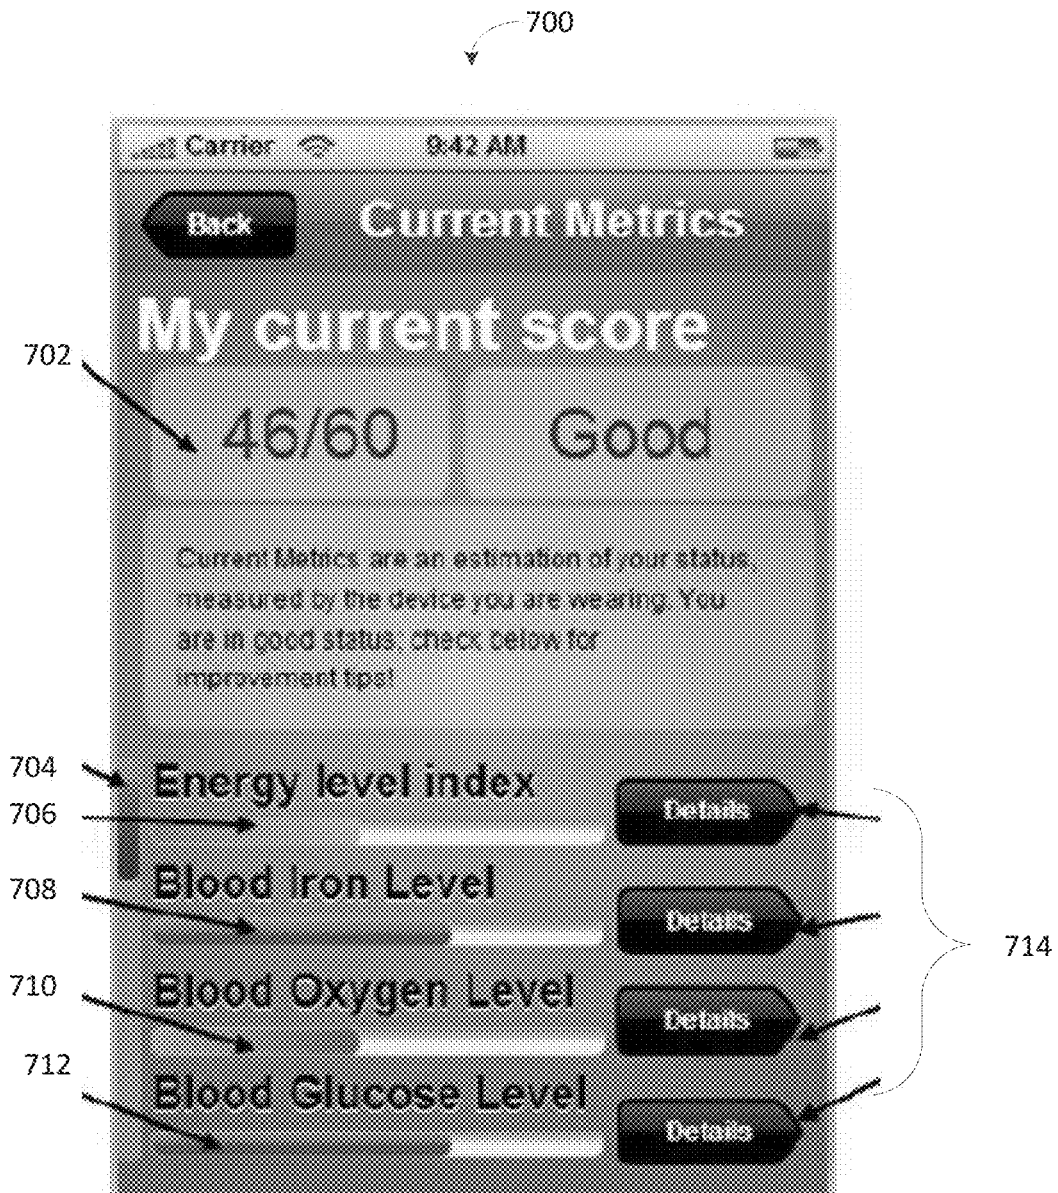 700
Carrier 9:42 AM
Back Current Metrics
My current score
702
46/60 Good
Current Metrics are an estimation of your status
measured by the device you are wearing. You
are in good status; check below for
improvement tips!
704
Energy level index
Details
706
Blood Iron Level
708
Details
Blood Oxygen Level
710
Details
714
712
Blood Glucose Level
Details